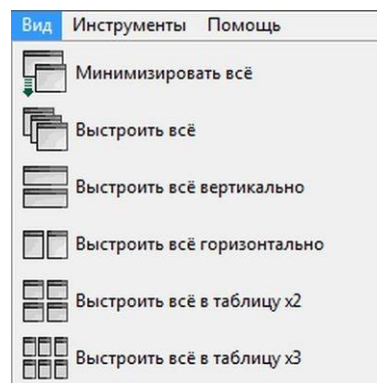 Вид Инструменты Помощь
Минимизировать всё
Выстроить всё
Выстроить всё вертикально
Выстроить всё горизонтально
Выстроить всё в таблицу x2
Выстроить всё в таблицу x3